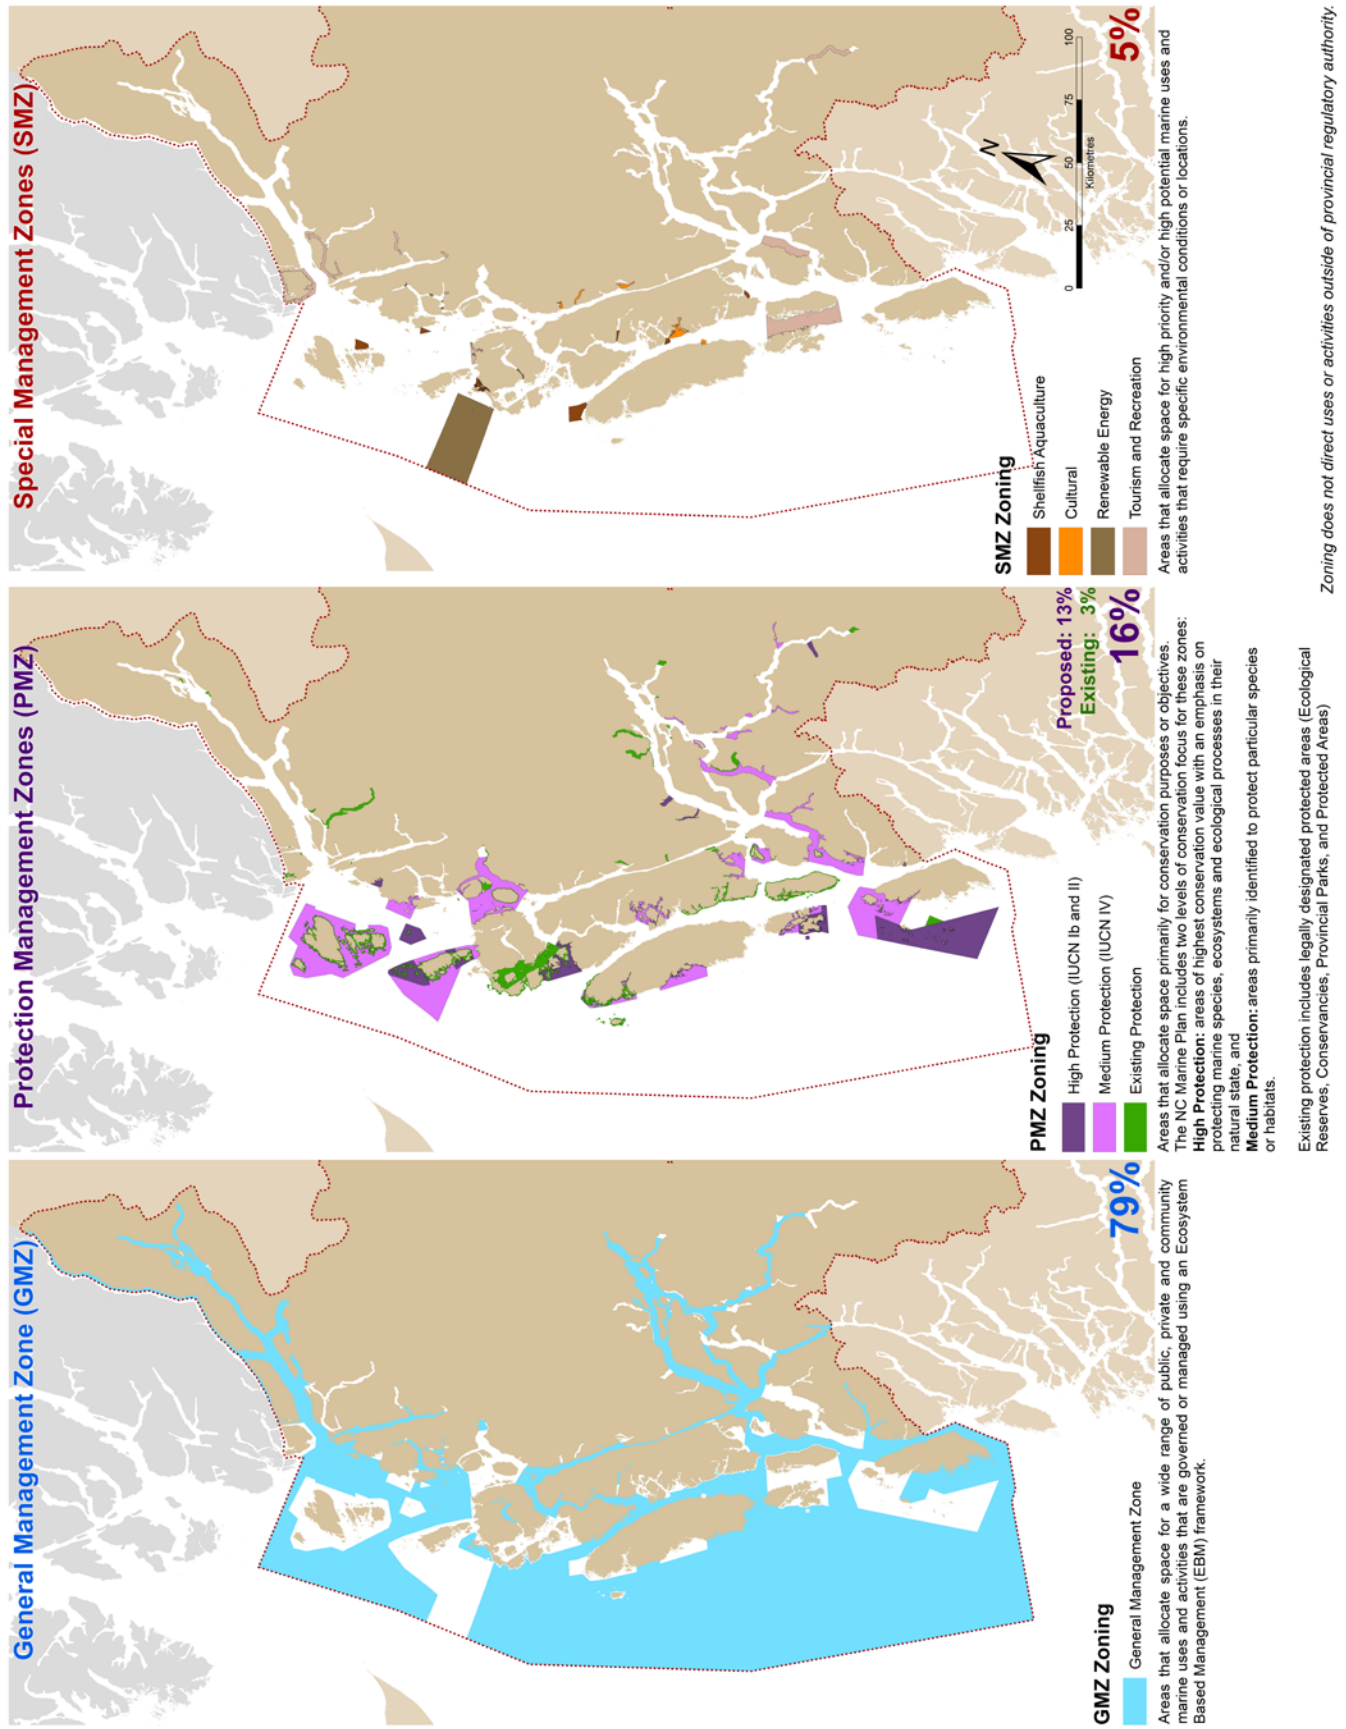 General Management Zone (GMZ)
GMZ Zoning
General Management Zone
79%
Areas that allocate space for a wide range of public, private and community
marine uses and activities that are governed or managed using an Ecosystem
Based Management (EBM) framework.
Protection Management Zones (PMZ)
PMZ Zoning
High Protection (IUCN Ib and II)
Medium Protection (IUCN IV)
Existing Protection
Proposed: 13%
Existing: 3%
16%
Areas that allocate space primarily for conservation purposes or objectives.
The NC Marine Plan includes two levels of conservation focus for these zones:
High Protection: areas of highest conservation value with an emphasis on
protecting marine species, ecosystems and ecological processes in their
natural state, and
Medium Protection: areas primarily identified to protect particular species
or habitats.
Existing protection includes legally designated protected areas (Ecological
Reserves, Conservancies, Provincial Parks, and Protected Areas)
Special Management Zones (SMZ)
SMZ Zoning
Shellfish Aquaculture
Cultural
Renewable Energy
Tourism and Recreation
N
0 25 50 75 100
Kilometres
5%
Areas that allocate space for high priority and/or high potential marine uses and
activities that require specific environmental conditions or locations.
Zoning does not direct uses or activities outside of provincial regulatory authority.